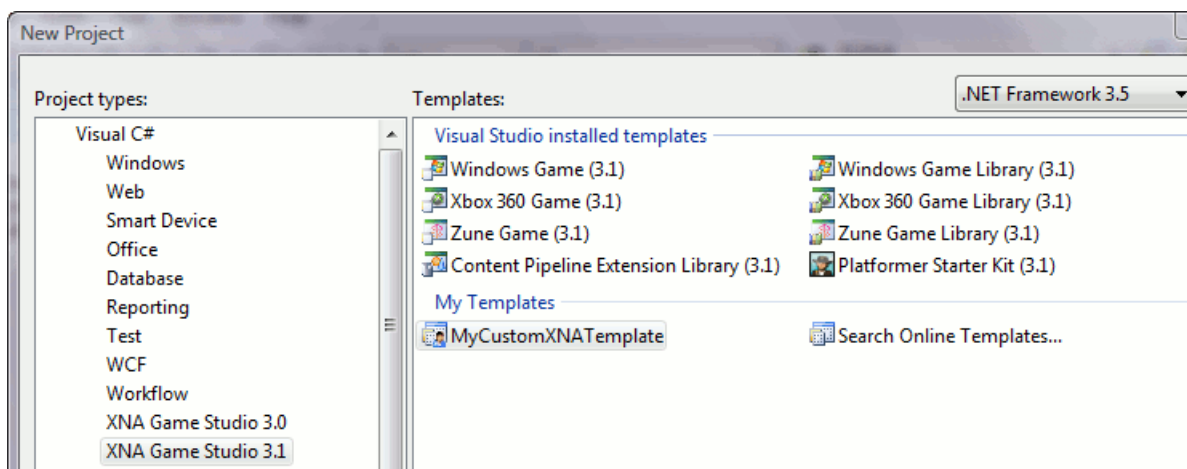 New Project
Project types:
Templates:
.NET Framework 3.5
Visual C#
Windows
Web
Smart Device
Office
Database
Reporting
Test
WCF
Workflow
XNA Game Studio 3.0
XNA Game Studio 3.1
Visual Studio installed templates
Windows Game (3.1)
Windows Game Library (3.1)
Xbox 360 Game (3.1)
Xbox 360 Game Library (3.1)
Zune Game (3.1)
Zune Game Library (3.1)
Content Pipeline Extension Library (3.1)
Platformer Starter Kit (3.1)
My Templates
MyCustomXNATemplate
Search Online Templates...